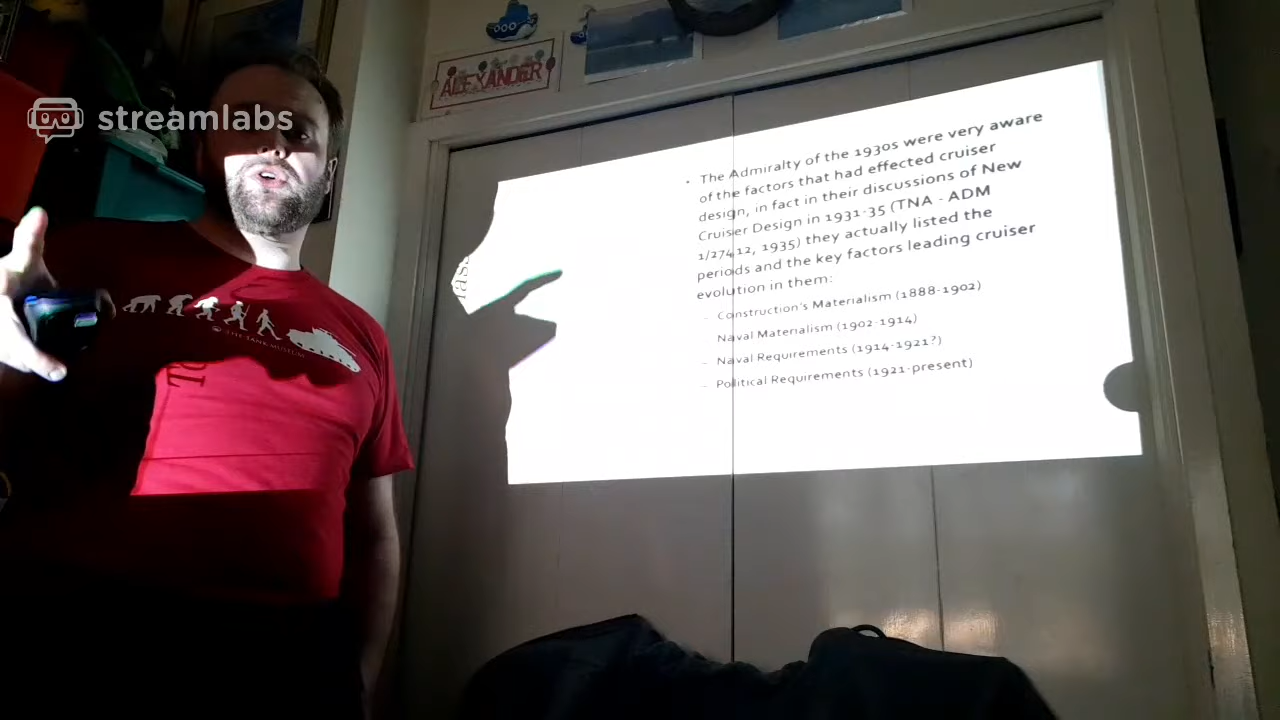 streamlabs
ALEXANDER
THE TANK MUSEUM
• The Admiralty of the 1930s were very aware
of the factors that had effected cruiser
design, in fact in their discussions of New
Cruiser Design in 1931-35 (TNA - ADM
1/27412, 1935) they actually listed the
periods and the key factors leading cruiser
evolution in them:
– Construction's Materialism (1888-1902)
Naval Materialism (1902-1914)
– Naval Requirements (1914-1921?)
– Political Requirements (1921-present)